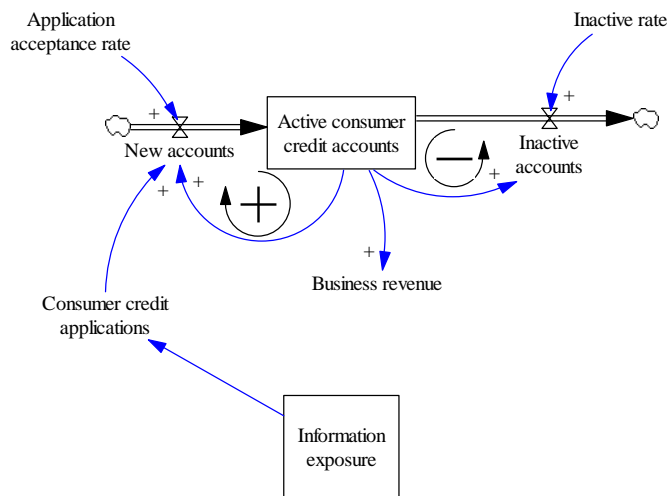 Application
acceptance rate
Inactive rate
+
+
New accounts
Active consumer
credit accounts
Inactive
accounts
+
−
+
+
+
+
Business revenue
Consumer credit
applications
Information
exposure